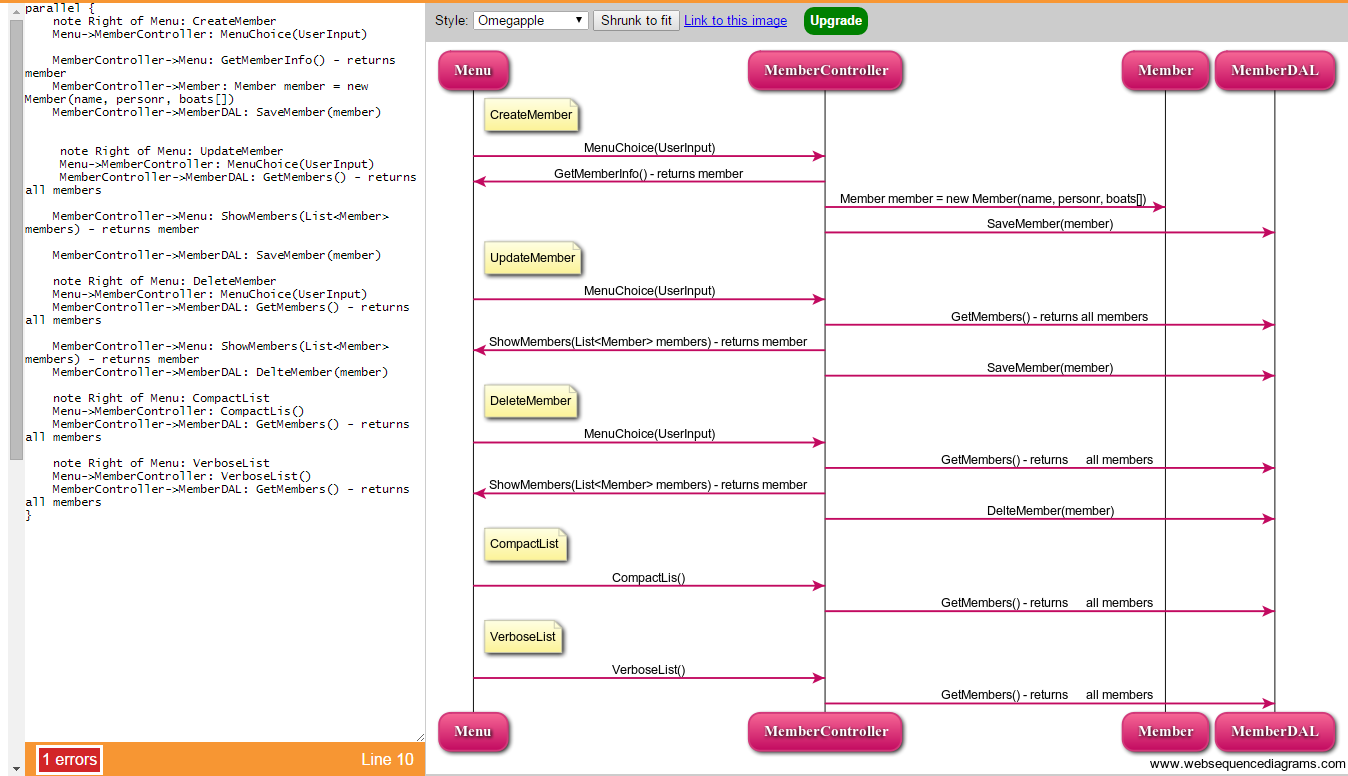 parallel {
note Right of Menu: CreateMember
Menu->MemberController: MenuChoice(UserInput)
MemberController->Menu: GetMemberInfo() - returns
member
MemberController->Member: Member member = new
Member(name, personr, boats[])
MemberController->MemberDAL: SaveMember(member)
note Right of Menu: UpdateMember
Menu->MemberController: MenuChoice(UserInput)
MemberController->MemberDAL: GetMembers() - returns
all members
MemberController->Menu: ShowMembers(List<Member>
members) - returns member
MemberController->MemberDAL: SaveMember(member)
note Right of Menu: DeleteMember
Menu->MemberController: MenuChoice(UserInput)
MemberController->MemberDAL: GetMembers() - returns
all members
MemberController->Menu: ShowMembers(List<Member>
members) - returns member
MemberController->MemberDAL: DelteMember(member)
note Right of Menu: CompactList
Menu->MemberController: CompactLis()
MemberController->MemberDAL: GetMembers() - returns
all members
note Right of Menu: VerboseList
Menu->MemberController: VerboseList()
MemberController->MemberDAL: GetMembers() - returns
all members
}
1 errors
Line 10
Style: Omegapple Shrunk to fit Link to this image Upgrade
Menu MemberController Member MemberDAL
CreateMember
MenuChoice(UserInput)
GetMemberInfo() - returns member
Member member = new Member(name, personr, boats[])
SaveMember(member)
UpdateMember
MenuChoice(UserInput)
GetMembers() - returns all members
ShowMembers(List<Member> members) - returns member
SaveMember(member)
DeleteMember
MenuChoice(UserInput)
GetMembers() - returns all members
ShowMembers(List<Member> members) - returns member
DelteMember(member)
CompactList
CompactLis()
GetMembers() - returns all members
VerboseList
VerboseList()
GetMembers() - returns all members
Menu MemberController Member MemberDAL
www.websequencediagrams.com